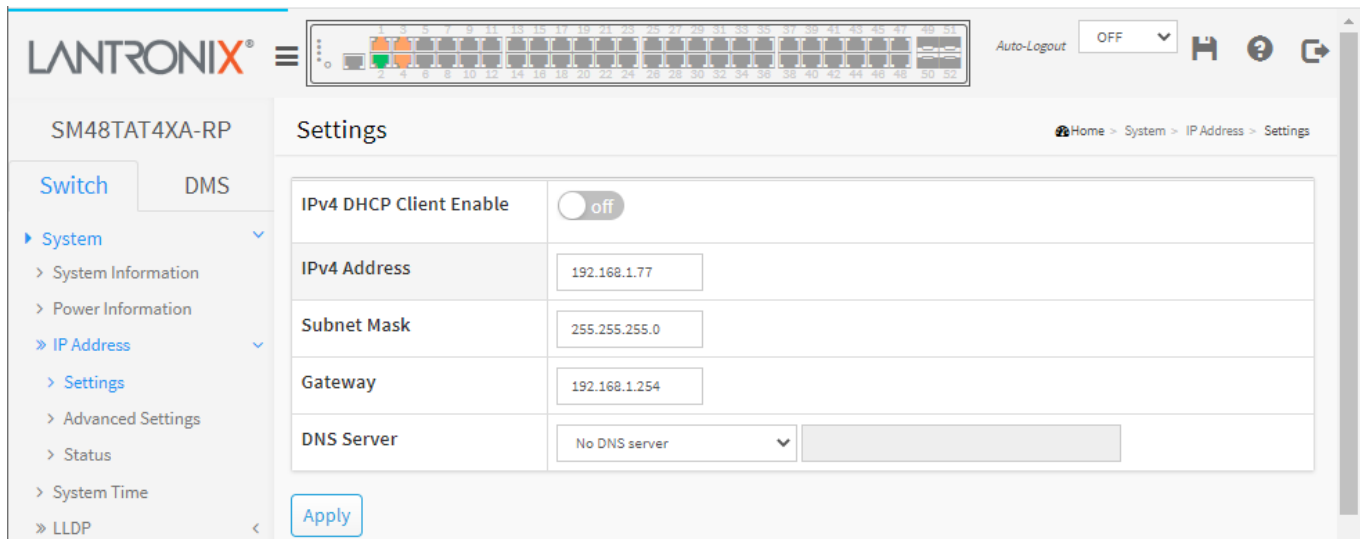 LANTRONIX®
1 3 5 7 9 11 13 15 17 19 21 23 25 27 29 31 33 35 37 39 41 43 45 47 49 51
2 4 6 8 10 12 14 16 18 20 22 24 26 28 30 32 34 36 38 40 42 44 46 48 50 52
Auto-Logout OFF
SM48TAT4XA-RP
Settings
Home > System > IP Address > Settings
Switch DMS
System
> System Information
> Power Information
» IP Address
> Settings
> Advanced Settings
> Status
> System Time
» LLDP <
IPv4 DHCP Client Enable off
IPv4 Address 192.168.1.77
Subnet Mask 255.255.255.0
Gateway 192.168.1.254
DNS Server No DNS server
Apply